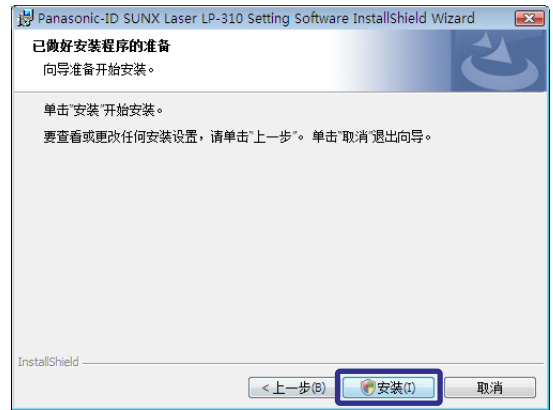 Panasonic-ID SUNX Laser LP-310 Setting Software InstallShield Wizard
已做好安装程序的准备
向导准备开始安装。
单击"安装"开始安装。
要查看或更改任何安装设置，请单击"上一步"。 单击"取消"退出向导。
InstallShield
<上一步(B) 安装(I) 取消